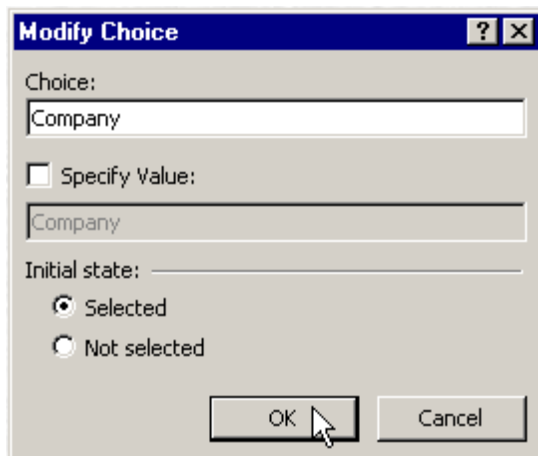 Modify Choice
Choice:
Company
Specify Value:
Company
Initial state:
Selected
Not selected
OK Cancel